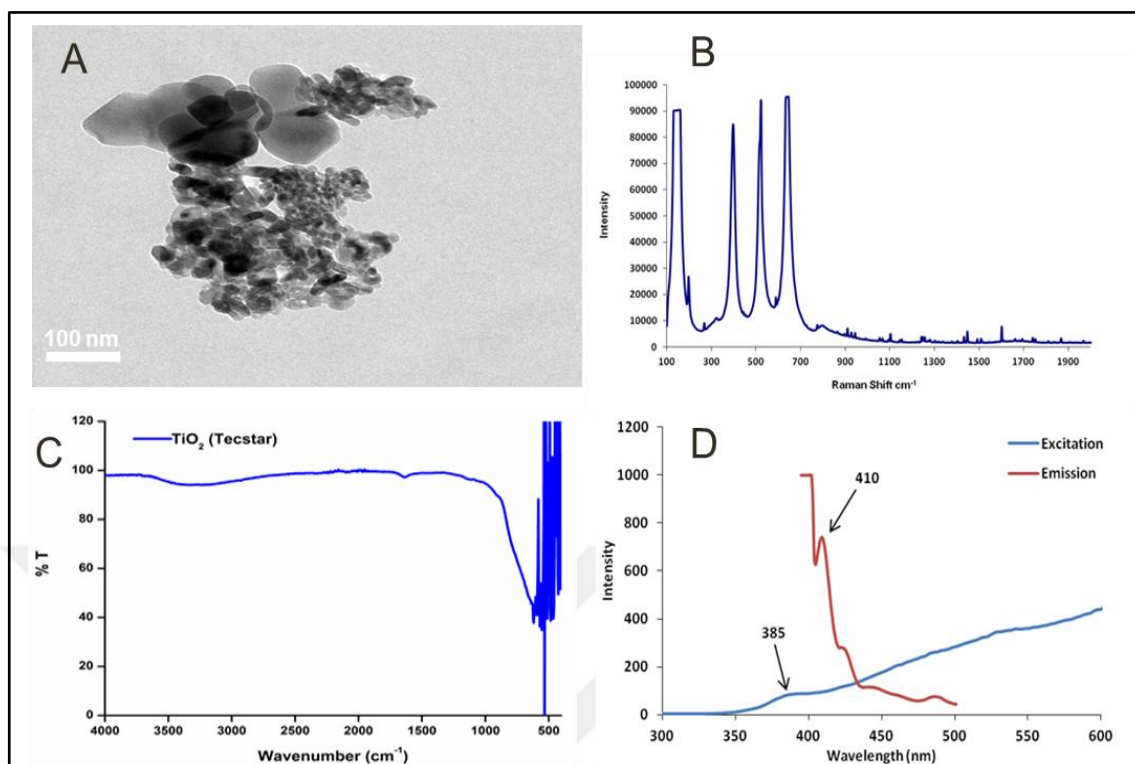 A
100 nm
B
100000
90000
80000
70000
60000
50000
40000
30000
20000
10000
0
Intensity
100 300 500 700 900 1100 1300 1500 1700 1900
Raman Shift cm⁻¹
C
TiO₂ (Tecstar)
120
100
80
60
40
20
0
% T
4000 3500 3000 2500 2000 1500 1000 500
Wavenumber (cm⁻¹)
D
Excitation
Emission
1200
1000
800
600
400
200
0
Intensity
410
385
300 350 400 450 500 550 600
Wavelength (nm)